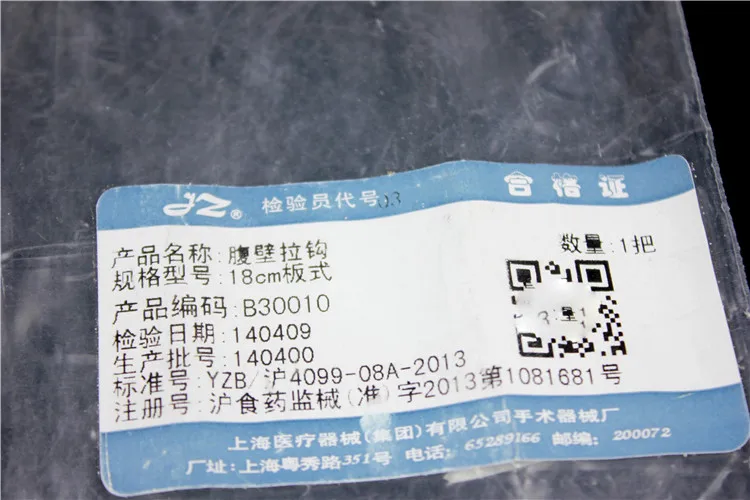 JZ® 检验员代号03 合格证
产品名称:腹壁拉钩 数量:1把
规格型号:18cm板式
产品编码:B30010
检验日期:140409
生产批号:140400
标准号:YZB/沪4099-08A-2013
注册号:沪食药监械(准)字2013第1081681号
上海医疗器械(集团)有限公司手术器械厂
厂址:上海粤秀路351号 电话:65289166 邮编:200072